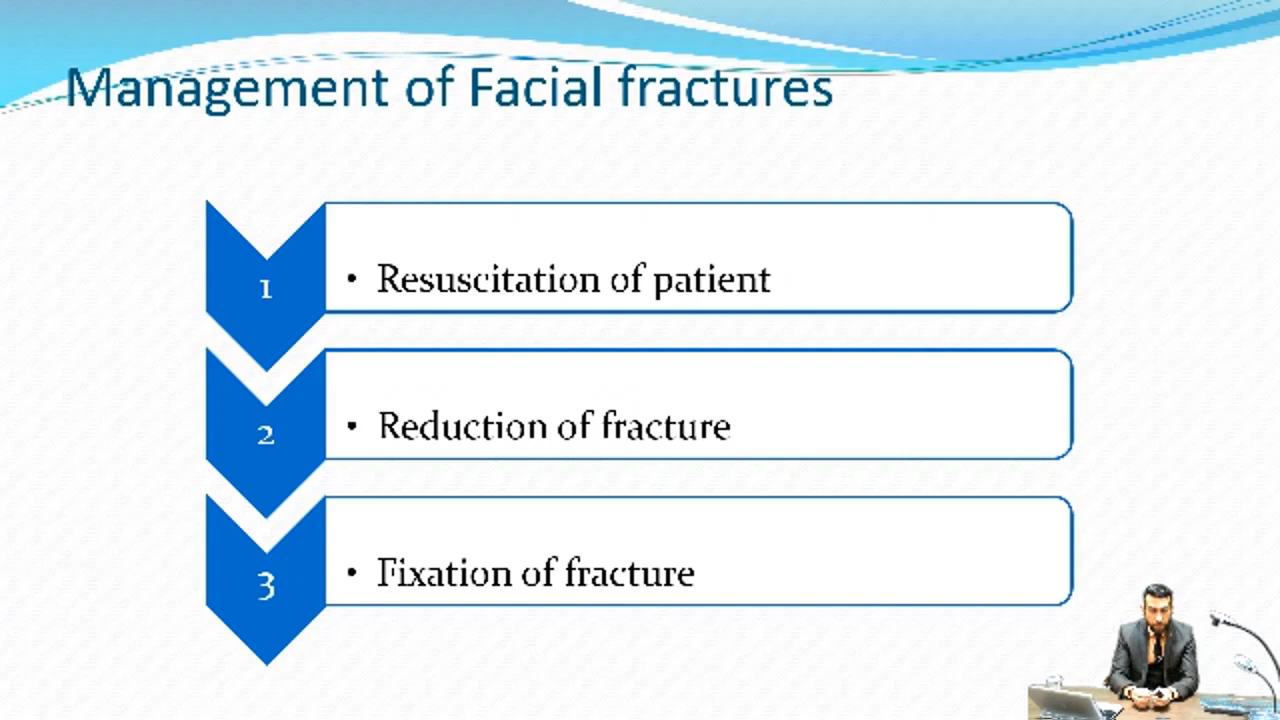 Management of Facial fractures
1
• Resuscitation of patient
2
• Reduction of fracture
3
• Fixation of fracture